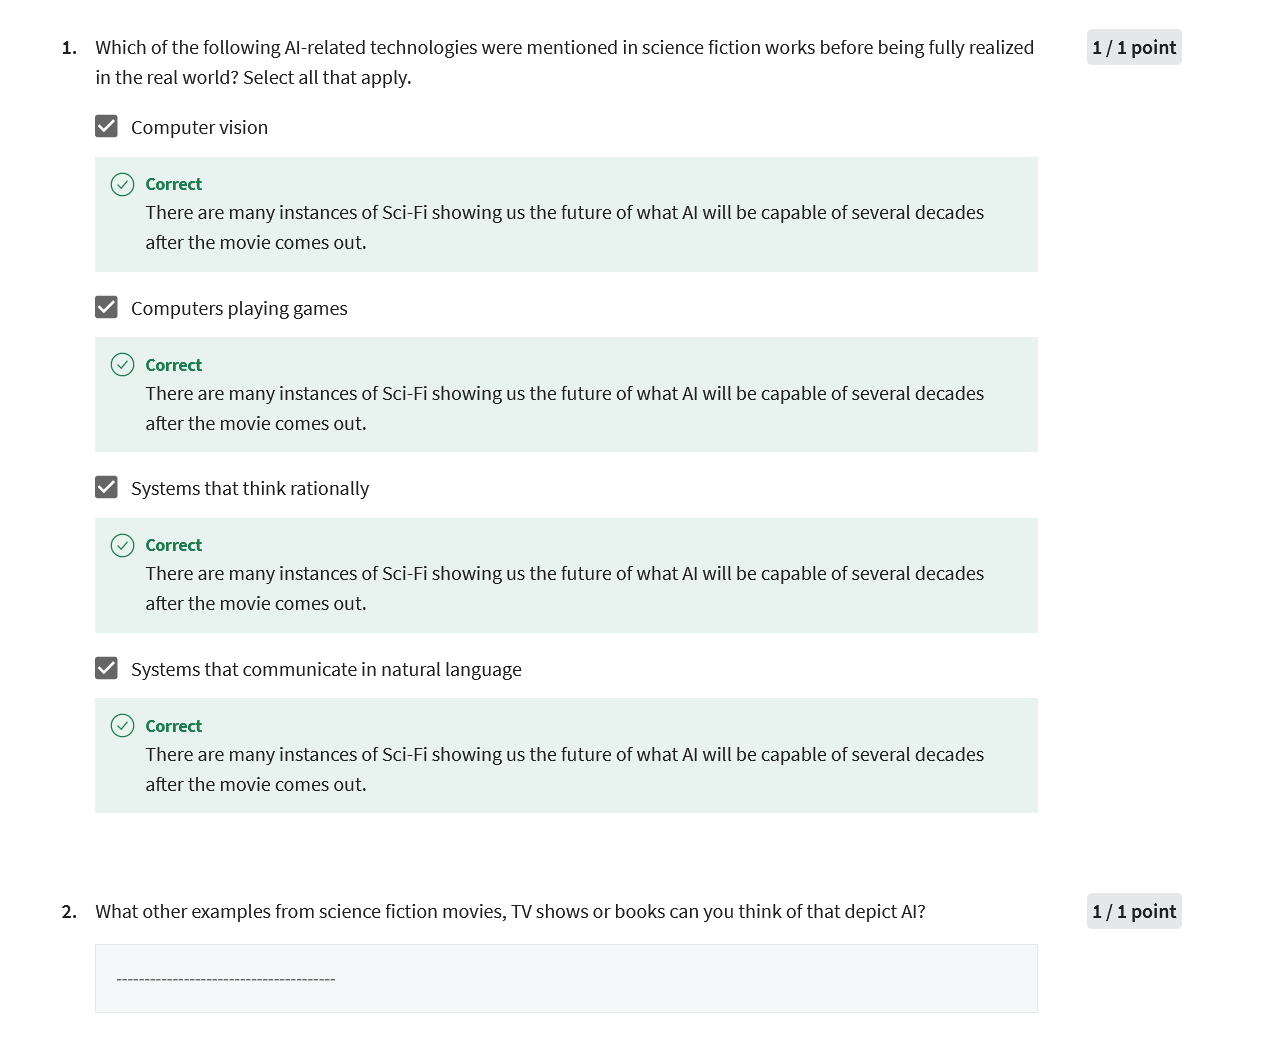 1. Which of the following AI-related technologies were mentioned in science fiction works before being fully realized
in the real world? Select all that apply.
1 / 1 point
Computer vision
Correct
There are many instances of Sci-Fi showing us the future of what AI will be capable of several decades
after the movie comes out.
Computers playing games
Correct
There are many instances of Sci-Fi showing us the future of what AI will be capable of several decades
after the movie comes out.
Systems that think rationally
Correct
There are many instances of Sci-Fi showing us the future of what AI will be capable of several decades
after the movie comes out.
Systems that communicate in natural language
Correct
There are many instances of Sci-Fi showing us the future of what AI will be capable of several decades
after the movie comes out.
2. What other examples from science fiction movies, TV shows or books can you think of that depict AI?
1 / 1 point
---------------------------------------